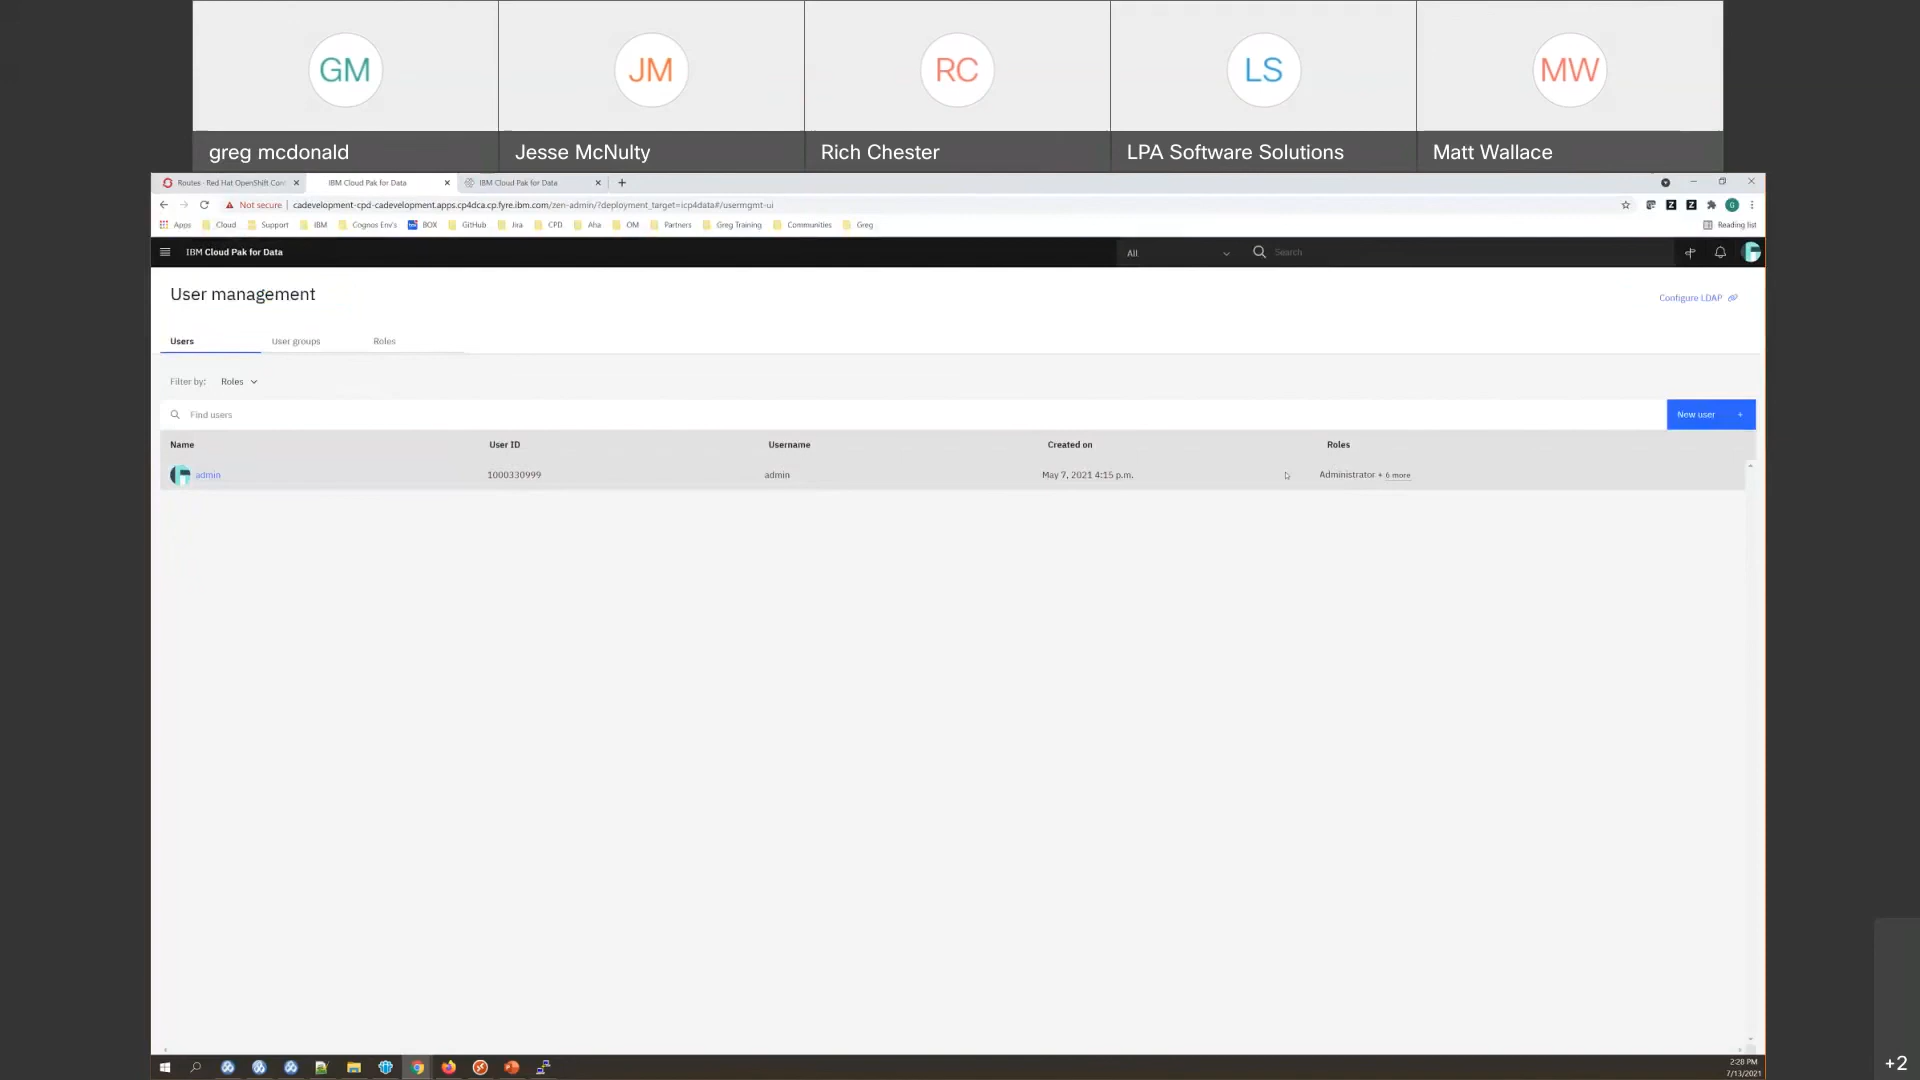 GM
JM
RC
LS
MW
greg mcdonald
Jesse McNulty
Rich Chester
LPA Software Solutions
Matt Wallace
Routes · Red Hat OpenShift Con
IBM Cloud Pak for Data
IBM Cloud Pak for Data
Not secure
cadevelopment-cpd-cadevelopment.apps.cp4dca.cp.fyre.ibm.com/zen-admin/?deployment_target=icp4data#/usermgmt-ui
G
Apps
Cloud
Support
IBM
Cognos Env's
BOX
GitHub
Jira
CPD
Aha
OM
Partners
Greg Training
Communities
Greg
Reading list
IBM Cloud Pak for Data
All
Search
User management
Configure LDAP
Users
User groups
Roles
Filter by:
Roles
Find users
New user +
Name
User ID
Username
Created on
Roles
admin
1000330999
admin
May 7, 2021 4:15 p.m.
Administrator + 6 more
2:28 PM
7/13/2021
+2